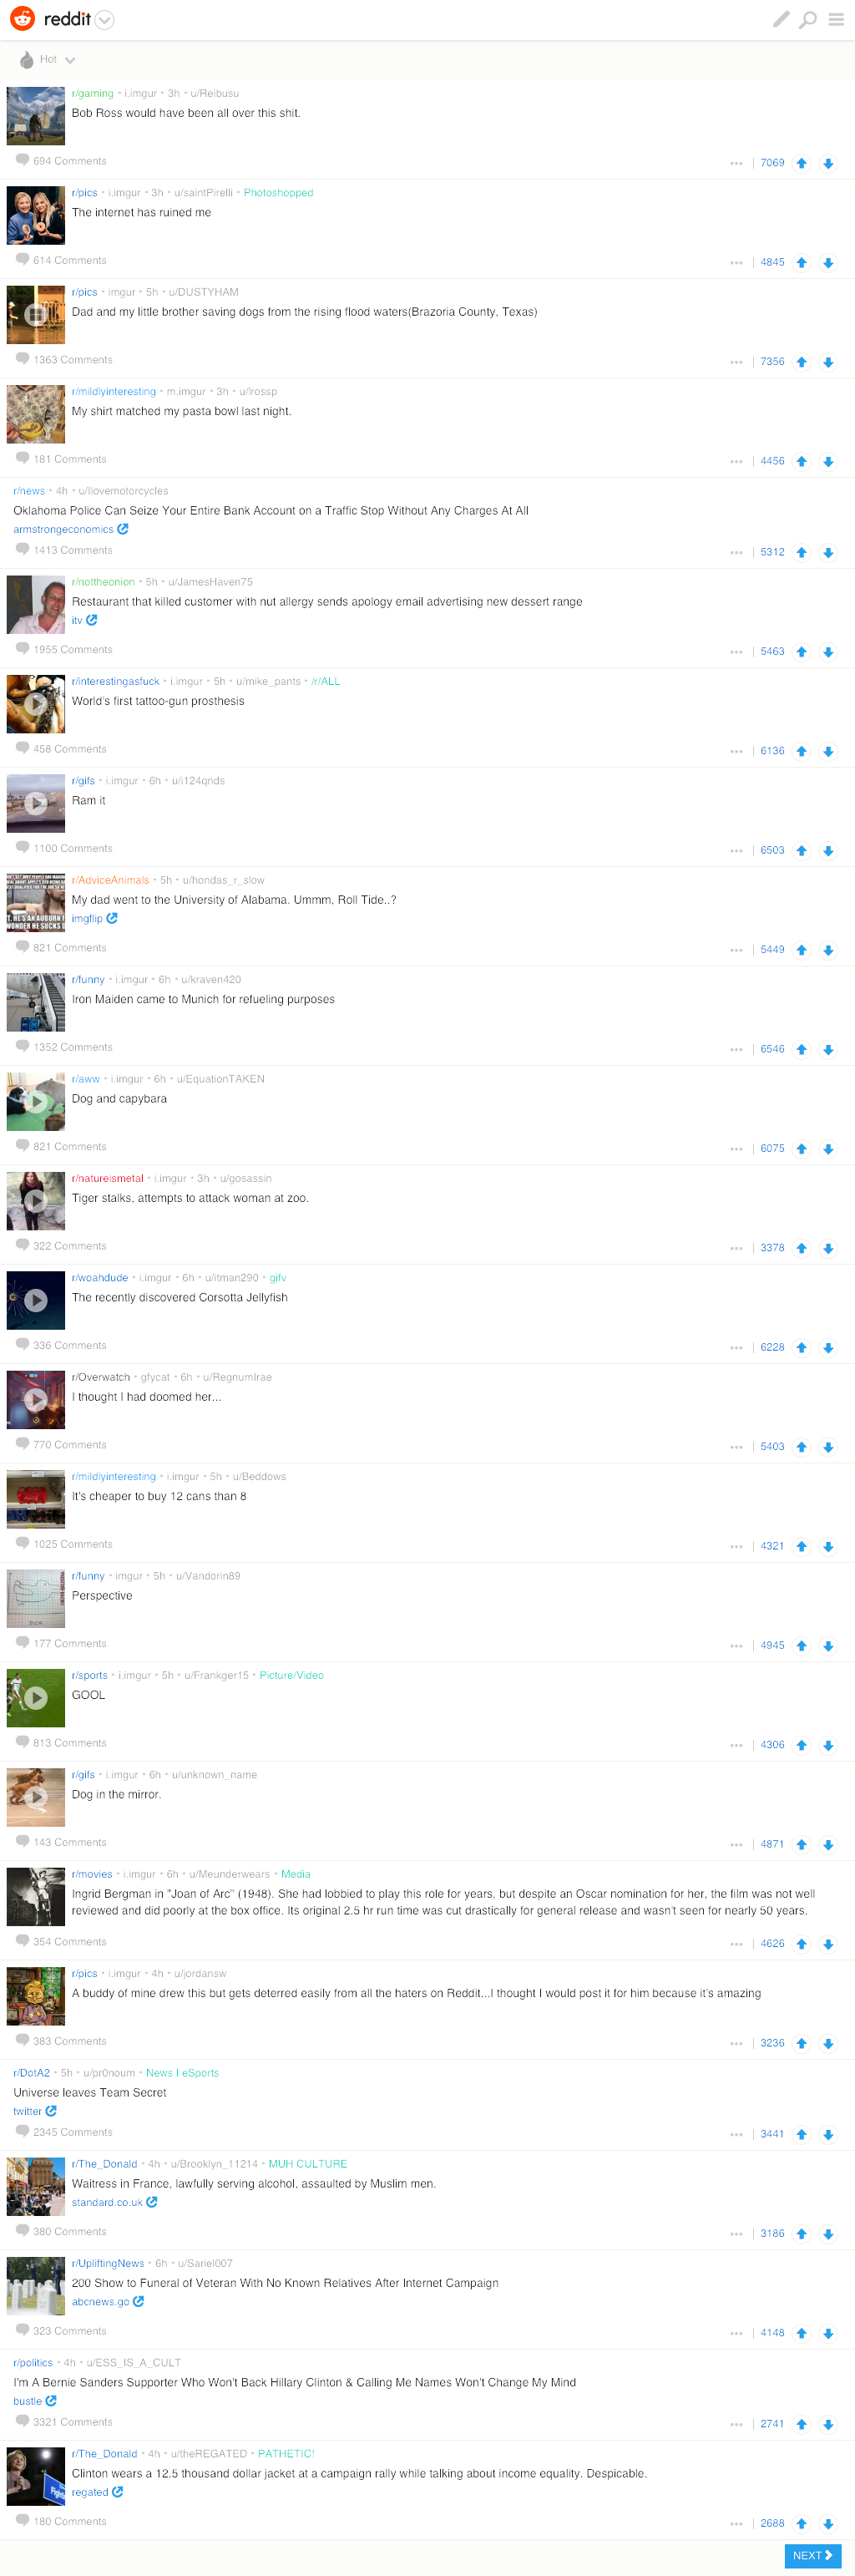 reddit
Hot
r/gaming • i.imgur • 3h • u/Reibusu
Bob Ross would have been all over this shit.
694 Comments
7069
r/pics • i.imgur • 3h • u/saintPirelli • Photoshopped
The internet has ruined me
614 Comments
4845
r/pics • imgur • 5h • u/DUSTYHAM
Dad and my little brother saving dogs from the rising flood waters(Brazoria County, Texas)
1363 Comments
7356
r/mildlyinteresting • m.imgur • 3h • u/lrossp
My shirt matched my pasta bowl last night.
181 Comments
4456
r/news • 4h • u/Ilovemotorcycles
Oklahoma Police Can Seize Your Entire Bank Account on a Traffic Stop Without Any Charges At All
armstrongeconomics
1413 Comments
5312
r/nottheonion • 5h • u/JamesHaven75
Restaurant that killed customer with nut allergy sends apology email advertising new dessert range
itv
1955 Comments
5463
r/interestingasfuck • i.imgur • 5h • u/mike_pants • /r/ALL
World's first tattoo-gun prosthesis
458 Comments
6136
r/gifs • i.imgur • 6h • u/i124qnds
Ram it
1100 Comments
6503
r/AdviceAnimals • 5h • u/hondas_r_slow
My dad went to the University of Alabama. Ummm, Roll Tide..?
imgflip
821 Comments
5449
r/funny • i.imgur • 6h • u/kraven420
Iron Maiden came to Munich for refueling purposes
1352 Comments
6546
r/aww • i.imgur • 6h • u/EquationTAKEN
Dog and capybara
821 Comments
6075
r/natureismetal • i.imgur • 3h • u/gosassin
Tiger stalks, attempts to attack woman at zoo.
322 Comments
3378
r/woahdude • i.imgur • 6h • u/itman290 • gifv
The recently discovered Corsotta Jellyfish
336 Comments
6228
r/Overwatch • gfycat • 6h • u/RegnumIrae
I thought I had doomed her...
770 Comments
5403
r/mildlyinteresting • i.imgur • 5h • u/Beddows
It's cheaper to buy 12 cans than 8
1025 Comments
4321
r/funny • imgur • 5h • u/Vandorin89
Perspective
177 Comments
4945
r/sports • i.imgur • 5h • u/Frankger15 • Picture/Video
GOOL
813 Comments
4306
r/gifs • i.imgur • 6h • u/unknown_name
Dog in the mirror.
143 Comments
4871
r/movies • i.imgur • 6h • u/Meunderwears • Media
Ingrid Bergman in "Joan of Arc" (1948). She had lobbied to play this role for years, but despite an Oscar nomination for her, the film was not well
reviewed and did poorly at the box office. Its original 2.5 hr run time was cut drastically for general release and wasn't seen for nearly 50 years.
354 Comments
4626
r/pics • i.imgur • 4h • u/jordansw
A buddy of mine drew this but gets deterred easily from all the haters on Reddit...I thought I would post it for him because it's amazing
383 Comments
3236
r/DotA2 • 5h • u/pr0noum • News | eSports
Universe leaves Team Secret
twitter
2345 Comments
3441
r/The_Donald • 4h • u/Brooklyn_11214 • MUH CULTURE
Waitress in France, lawfully serving alcohol, assaulted by Muslim men.
standard.co.uk
380 Comments
3186
r/UpliftingNews • 6h • u/Sariel007
200 Show to Funeral of Veteran With No Known Relatives After Internet Campaign
abcnews.go
323 Comments
4148
r/politics • 4h • u/ESS_IS_A_CULT
I'm A Bernie Sanders Supporter Who Won't Back Hillary Clinton & Calling Me Names Won't Change My Mind
bustle
3321 Comments
2741
r/The_Donald • 4h • u/theREGATED • PATHETIC!
Clinton wears a 12.5 thousand dollar jacket at a campaign rally while talking about income equality. Despicable.
regated
180 Comments
2688
NEXT